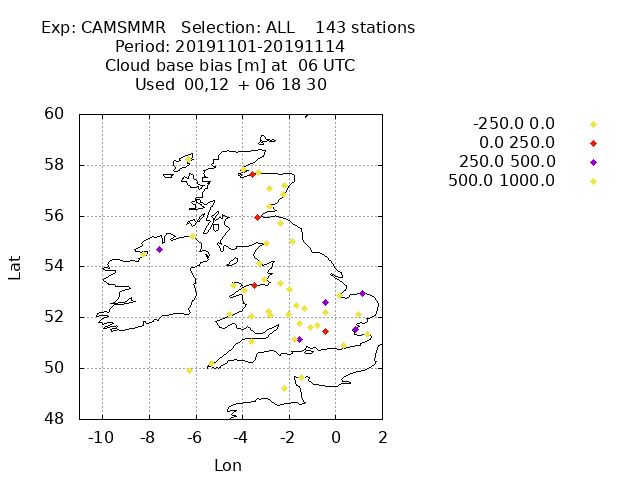 Exp: CAMSMMR Selection: ALL 143 stations
Period: 20191101-20191114
Cloud base bias [m] at 06 UTC
Used 00,12 + 06 18 30
-250.0 0.0
0.0 250.0
250.0 500.0
500.0 1000.0
60
58
56
54
52
50
48
Lat
-10 -8 -6 -4 -2 0 2
Lon